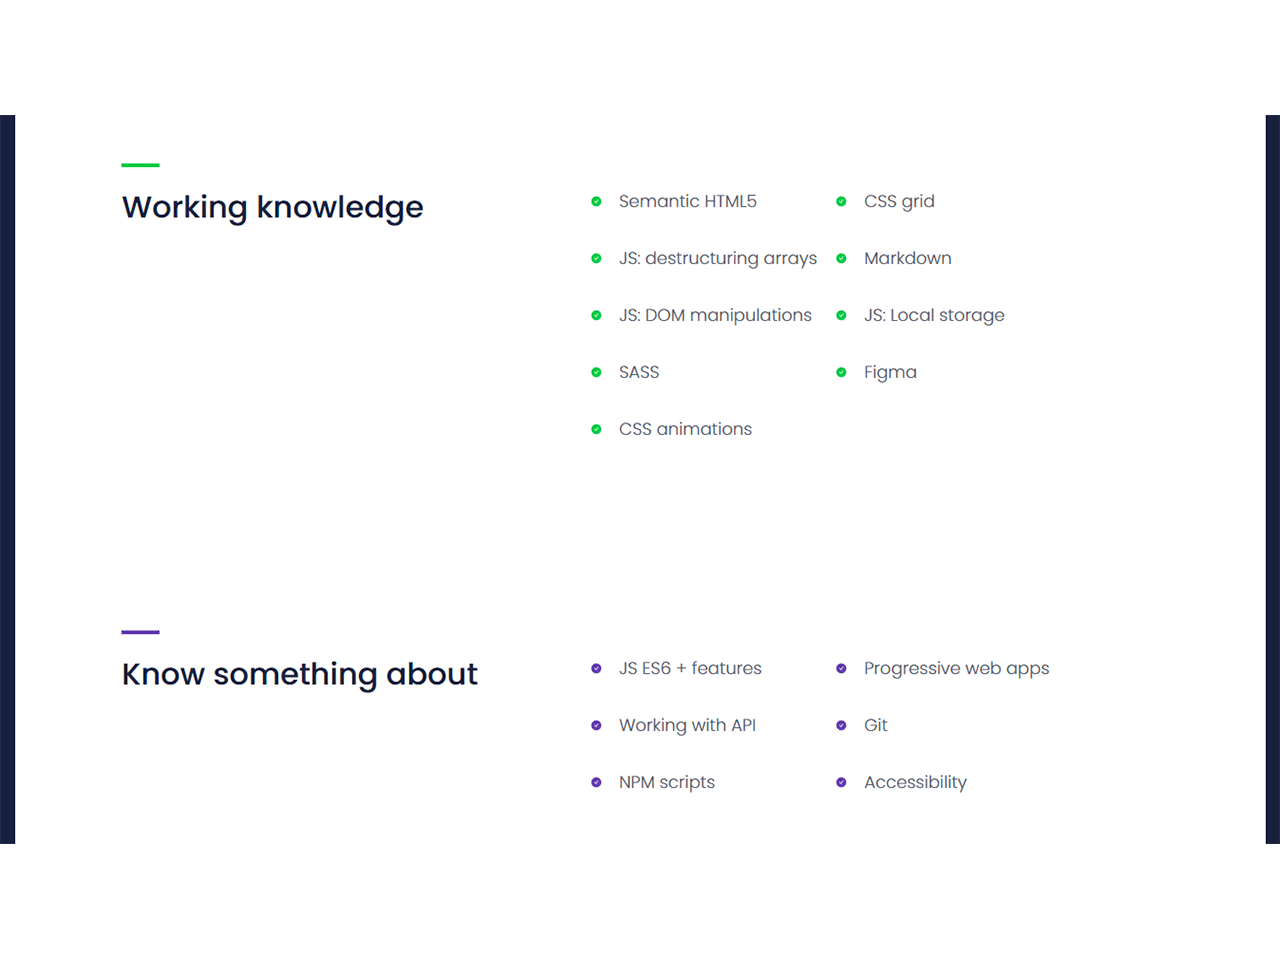 Working knowledge
Semantic HTML5
CSS grid
JS: destructuring arrays
Markdown
JS: DOM manipulations
JS: Local storage
SASS
Figma
CSS animations
Know something about
JS ES6 + features
Progressive web apps
Working with API
Git
NPM scripts
Accessibility